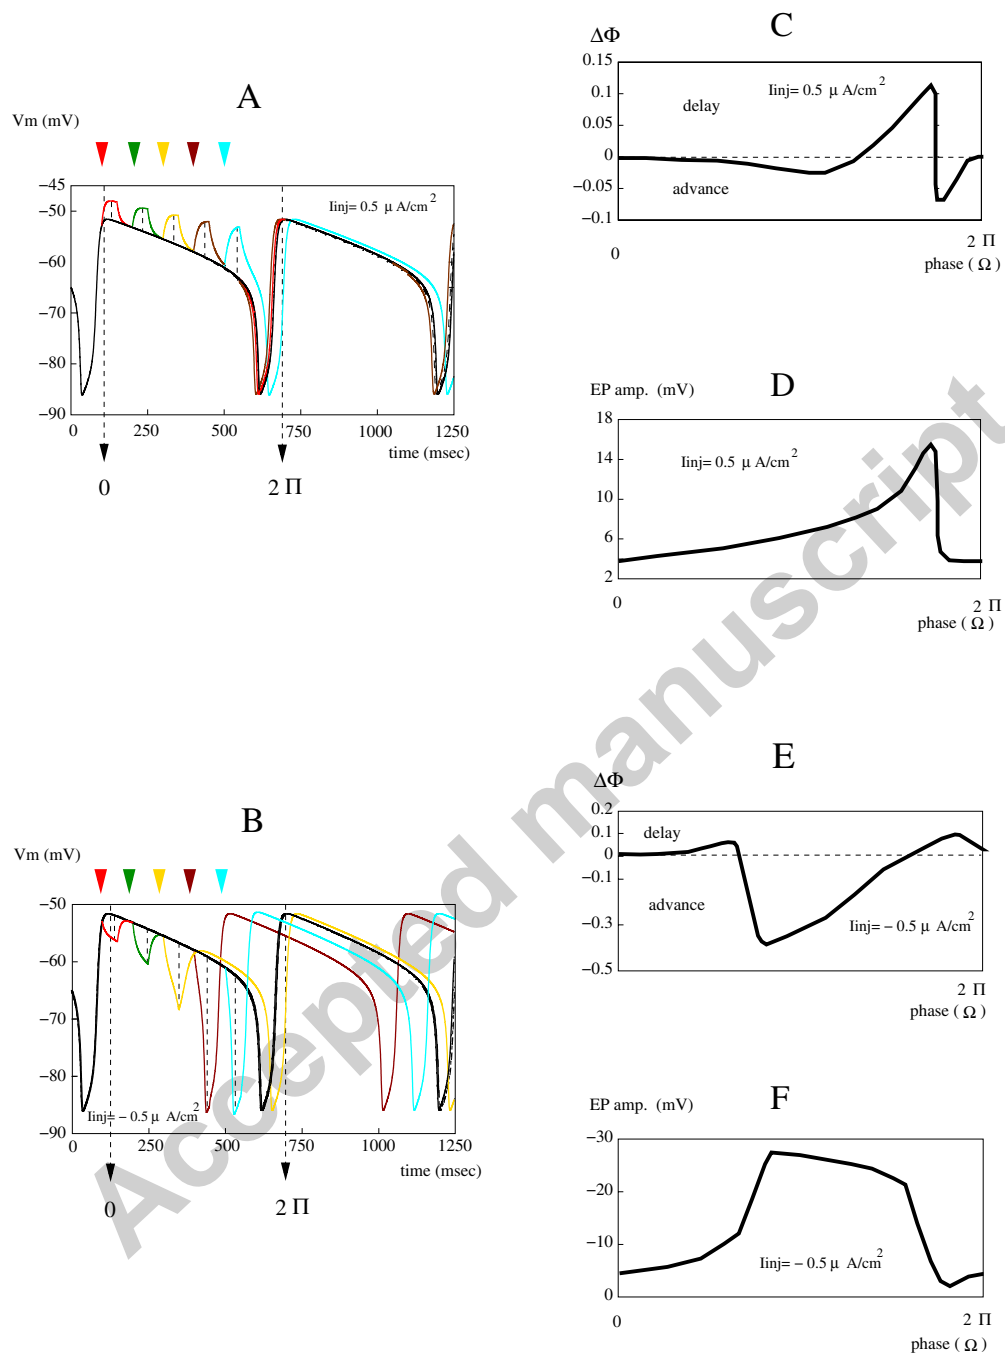 A
Vm (mV)
Iinj= 0.5 μ A/cm2
−45
−50
−60
−70
−80
−90
0
250
500
750
1000
1250
time (msec)
0
2 Π
B
Vm (mV)
−50
−60
−70
−80
−90
Iinj= − 0.5 μ A/cm2
0
250
500
750
1000
1250
time (msec)
0
2 Π
C
ΔΦ
0.15
0.1
0.05
0
−0.05
−0.1
Iinj= 0.5 μ A/cm2
delay
advance
0
2 Π
phase ( Ω )
D
EP amp. (mV)
18
14
10
6
2
Iinj= 0.5 μ A/cm2
0
2 Π
phase ( Ω )
E
ΔΦ
0.2
0.1
0
−0.1
−0.3
−0.5
delay
advance
Iinj= − 0.5 μ A/cm2
2 Π
phase ( Ω )
F
EP amp. (mV)
−30
−20
−10
0
Iinj= − 0.5 μ A/cm2
0
2 Π
phase ( Ω )
Accepted manuscript